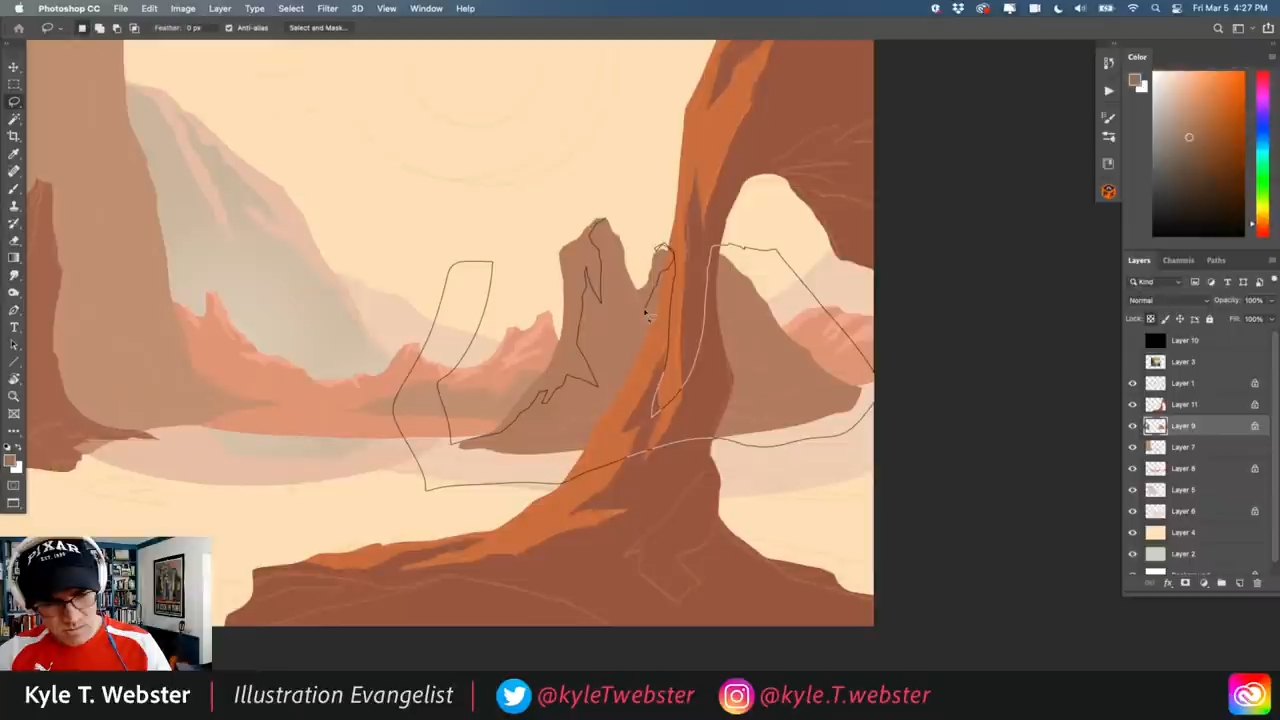 Photoshop CC File Edit Image Layer Type Select Filter 3D View Window Help Fri Mar 5 4:27 PM
Feather: 0 px Anti-alias Select and Mask...
Color
Layers Channels Paths
Kind
Normal Opacity: 100%
Lock: Fill: 100%
Layer 10
Layer 3
Layer 1
Layer 11
Layer 9
Layer 7
Layer 8
Layer 5
Layer 6
Layer 4
Layer 2
PIXAR
EST. 1986
Kyle T. Webster | Illustration Evangelist | @kyleTwebster @kyle.T.webster